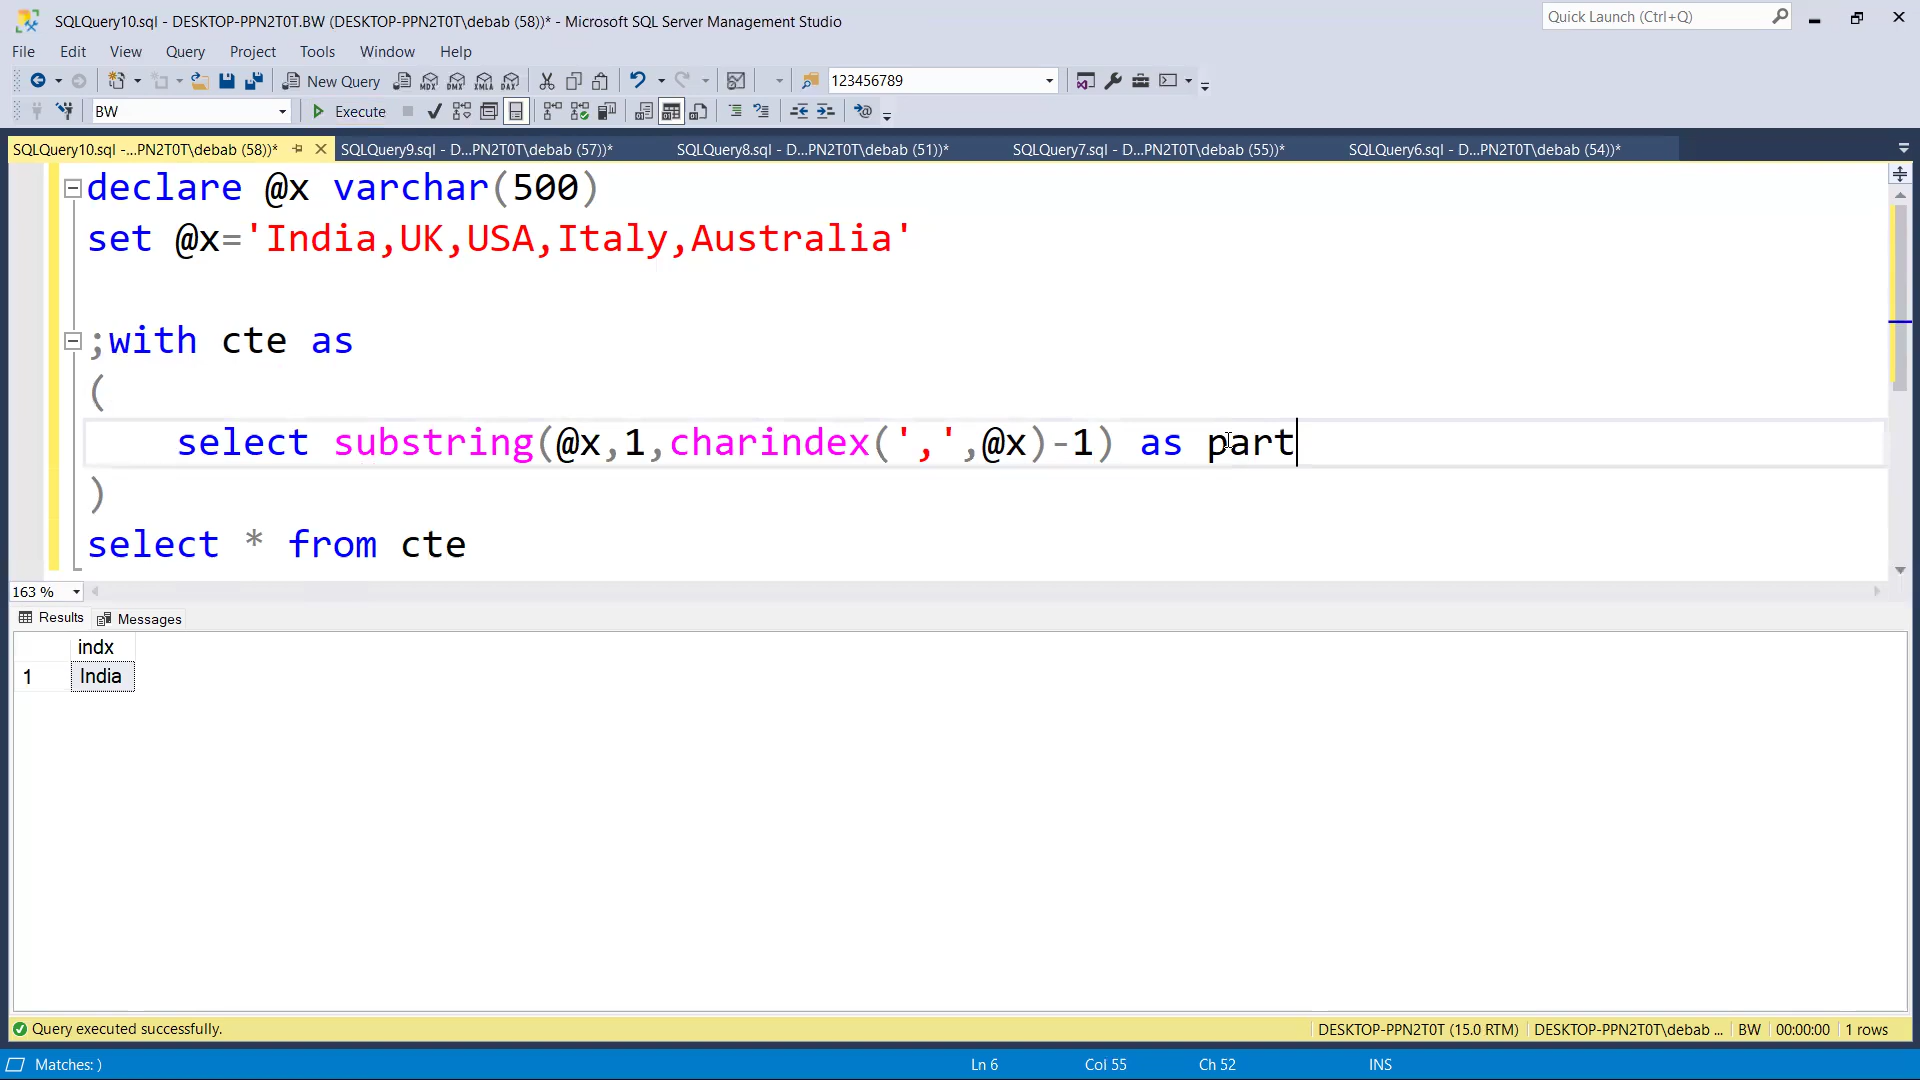 SQLQuery10.sql - DESKTOP-PPN2T0T.BW (DESKTOP-PPN2T0T\debab (58))* - Microsoft SQL Server Management Studio
Quick Launch (Ctrl+Q)
File Edit View Query Project Tools Window Help
New Query MDX DMX XMLA DAX 123456789
BW Execute
SQLQuery10.sql -...PN2T0T\debab (58))* SQLQuery9.sql - D...PN2T0T\debab (57))* SQLQuery8.sql - D...PN2T0T\debab (51))* SQLQuery7.sql - D...PN2T0T\debab (55))* SQLQuery6.sql - D...PN2T0T\debab (54))*
declare @x varchar(500)
set @x='India,UK,USA,Italy,Australia'
;with cte as
(
select substring(@x,1,charindex(',',@x)-1) as part
)
select * from cte
163 %
Results Messages
indx
1 India
Query executed successfully. DESKTOP-PPN2T0T (15.0 RTM) DESKTOP-PPN2T0T\debab ... BW 00:00:00 1 rows
Matches: ) Ln 6 Col 55 Ch 52 INS